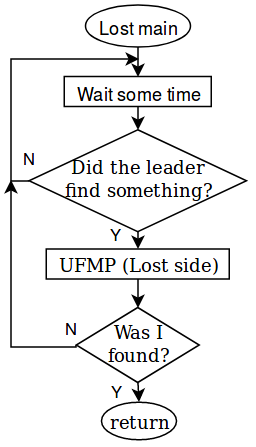 Lost main
Wait some time
N
Did the leader
find something?
Y
UFMP (Lost side)
N
Was I
found?
Y
return